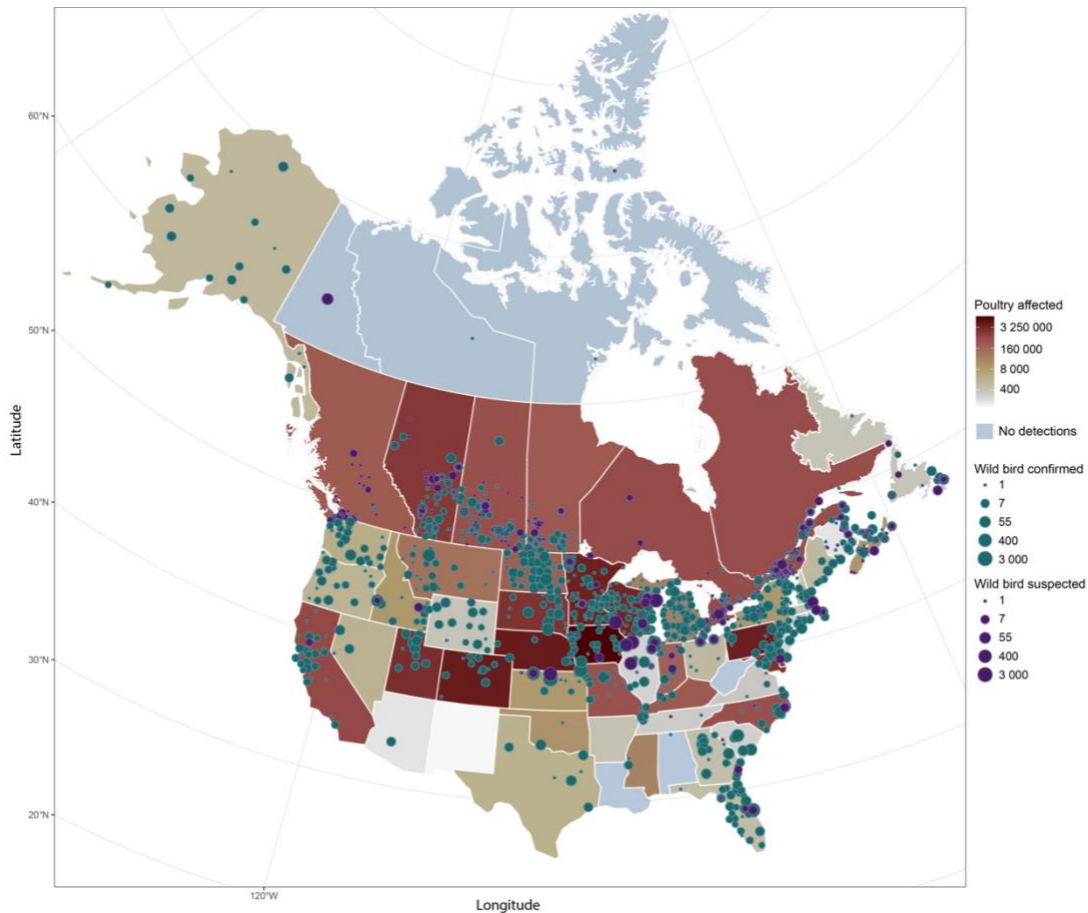 60°N
50°N
40°N
30°N
20°N
Latitude
120°W
Longitude
Poultry affected
3 250 000
160 000
8 000
400
No detections
Wild bird confirmed
1
7
55
400
3 000
Wild bird suspected
1
7
55
400
3 000